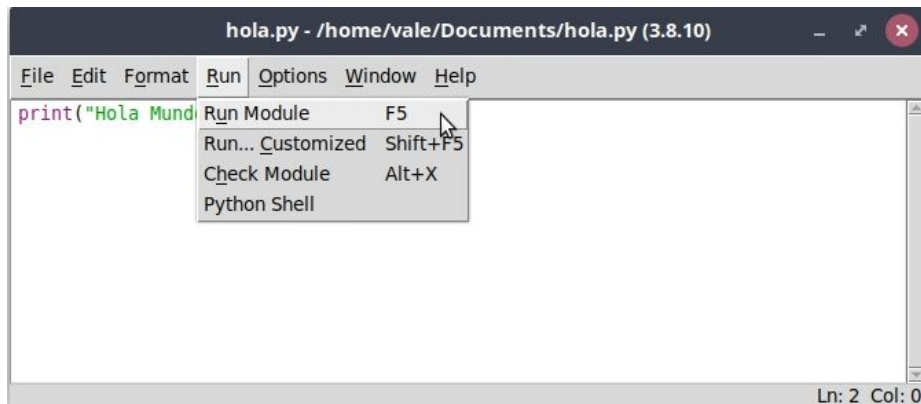 hola.py - /home/vale/Documents/hola.py (3.8.10)
File Edit Format Run Options Window Help
print("Hola
Run Module F5
Run... Customized Shift+F5
Check Module Alt+X
Python Shell
Ln: 2 Col: 0